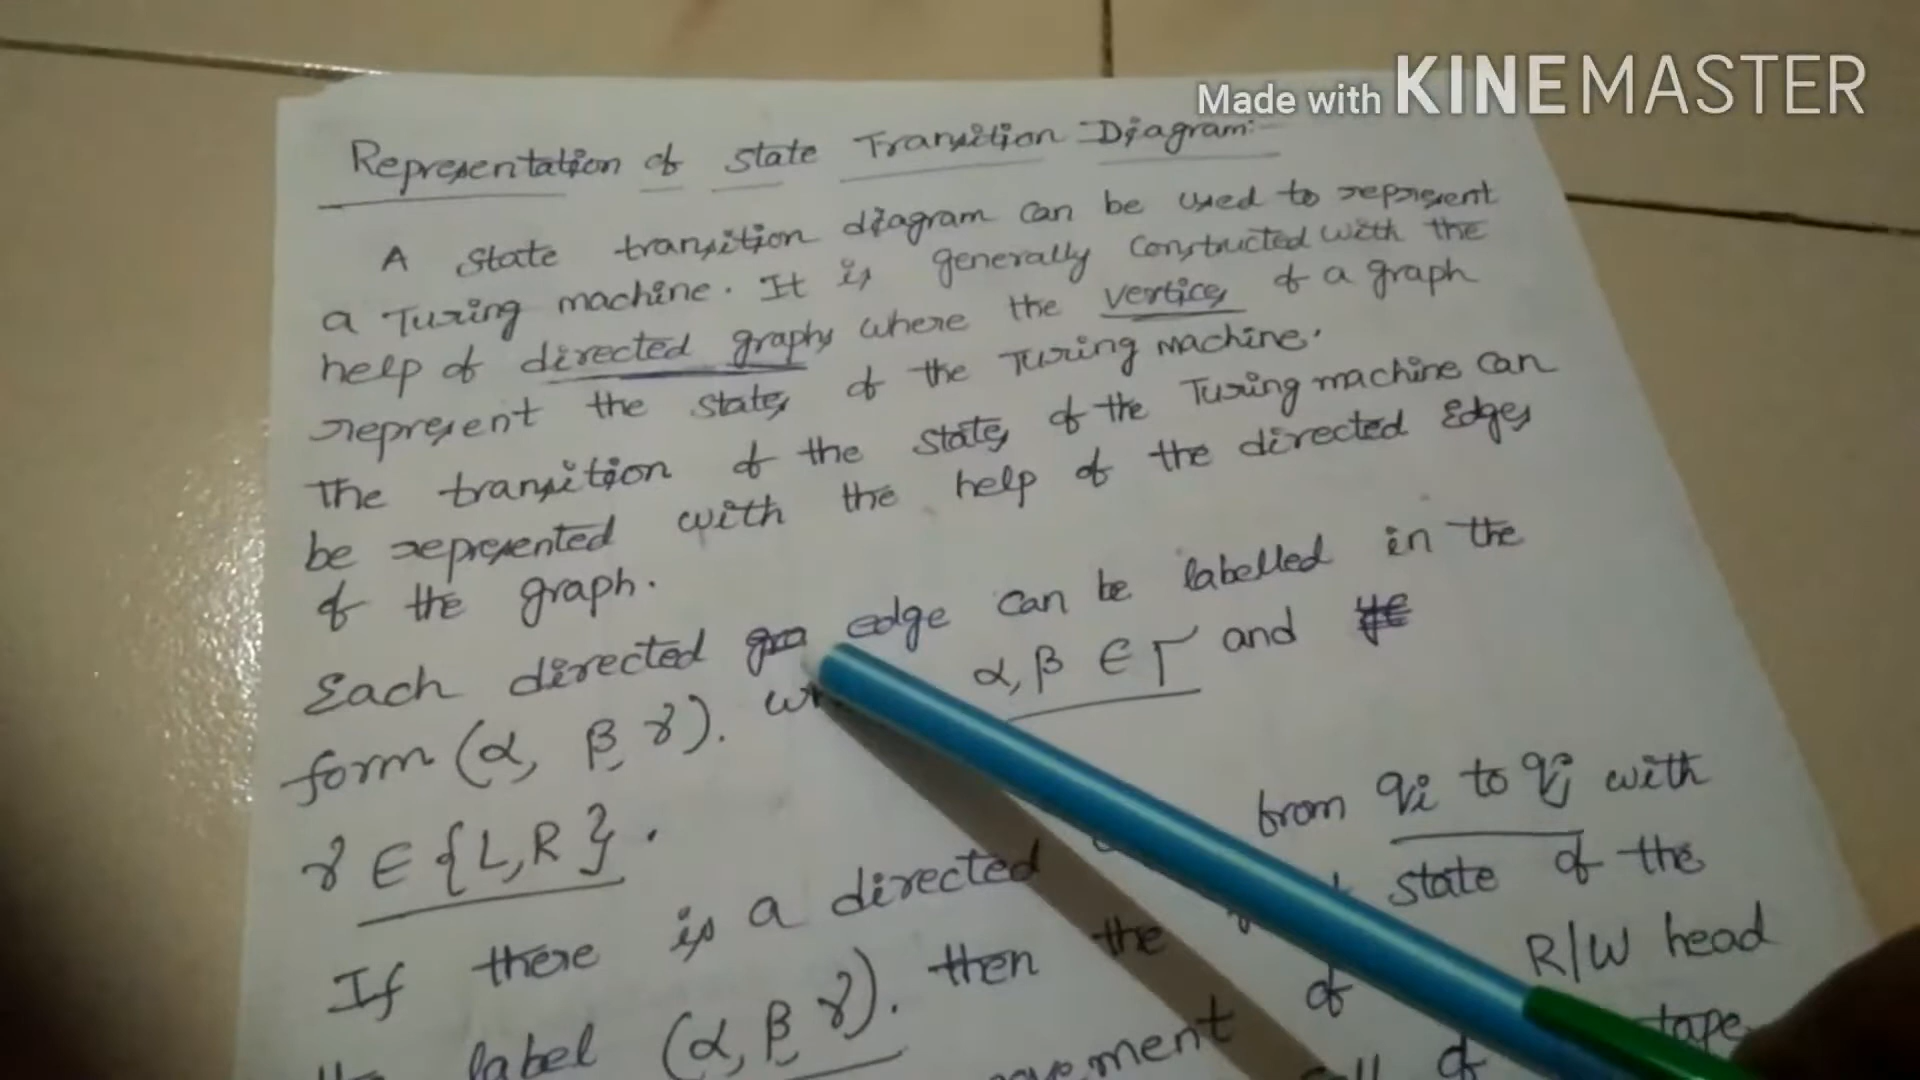 Made with KINEMASTER
Representation of state Transition Diagram:-
A state transition diagram can be used to represent
a Turing machine. It is generally constructed with the
help of directed graphs where the vertices of a graph
represent the states of the Turing machine.
The transition of the states of the Turing machine can
be represented with the help of the directed Edges
of the graph.
Each directed edge can be labelled in the
form (α, β, γ). α, β ∈ Γ and
γ ∈ {L, R}.
If there is a directed from qi to qj with
label (α, β, γ). then the state of the
of R/W head
of tape